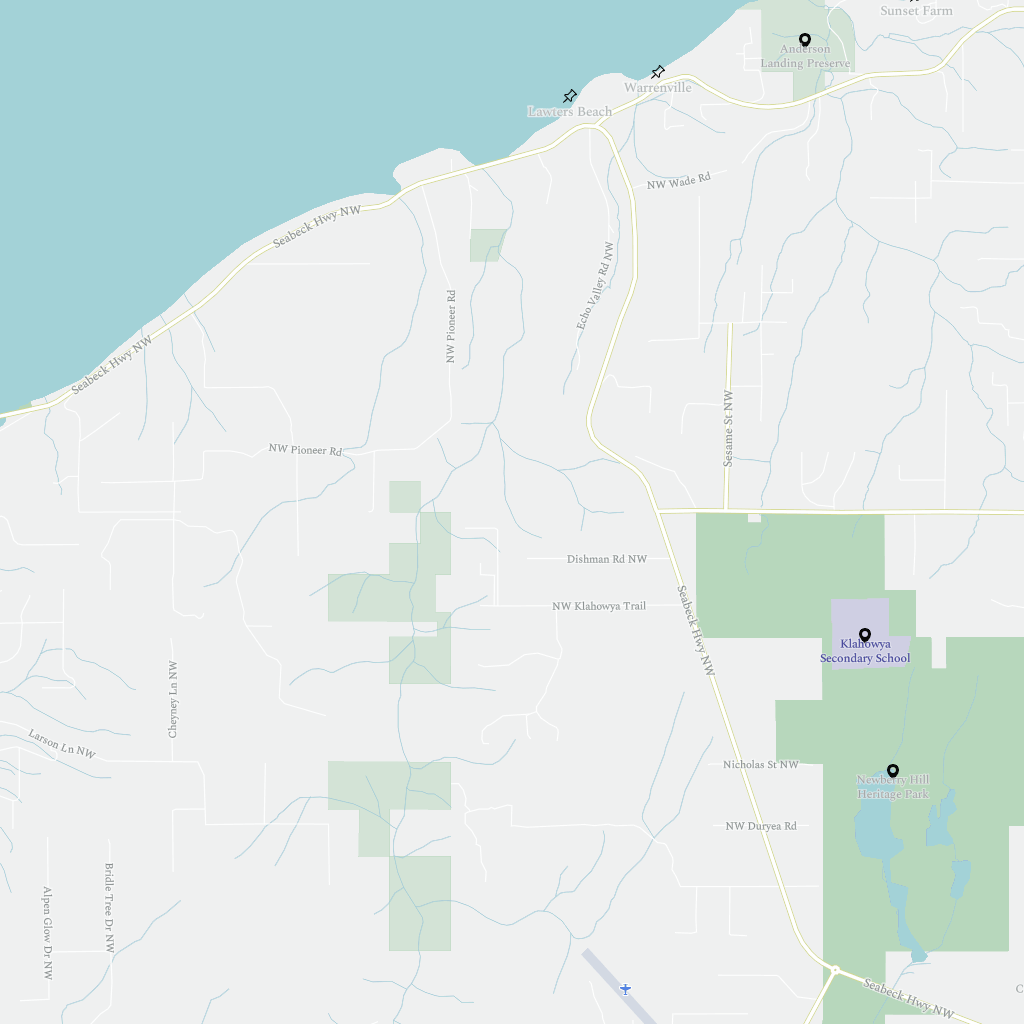 Sunset Farm
Anderson
Landing Preserve
Warrenville
Lawters Beach
NW Wade Rd
Seabeck Hwy NW
Echo Valley Rd NW
NW Pioneer Rd
Seabeck Hwy NW
Sesame St NW
NW Pioneer Rd
Dishman Rd NW
NW Klahowya Trail
Seabeck Hwy NW
Klahowya
Secondary School
Cheyney Ln NW
Larson Ln NW
Nicholas St NW
Newberry Hill
Heritage Park
NW Duryea Rd
Bridle Tree Dr NW
Alpen Glow Dr NW
Seabeck Hwy NW